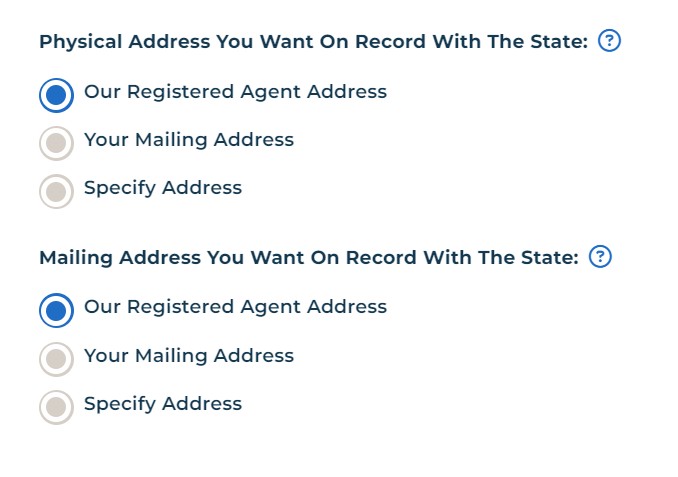 Physical Address You Want On Record With The State: ?
Our Registered Agent Address
Your Mailing Address
Specify Address
Mailing Address You Want On Record With The State: ?
Our Registered Agent Address
Your Mailing Address
Specify Address